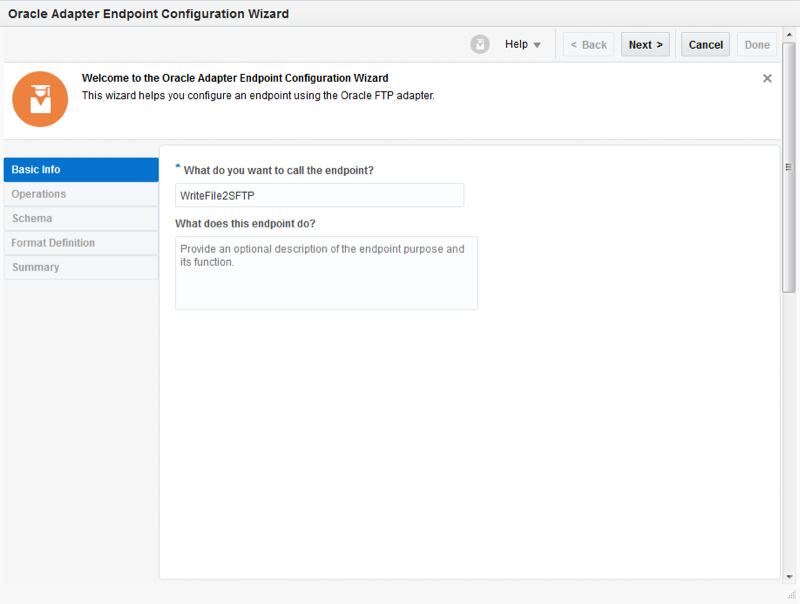 Oracle Adapter Endpoint Configuration Wizard
Help
< Back
Next >
Cancel
Done
Welcome to the Oracle Adapter Endpoint Configuration Wizard
This wizard helps you configure an endpoint using the Oracle FTP adapter.
Basic Info
Operations
Schema
Format Definition
Summary
* What do you want to call the endpoint?
WriteFile2SFTP
What does this endpoint do?
Provide an optional description of the endpoint purpose and
its function.